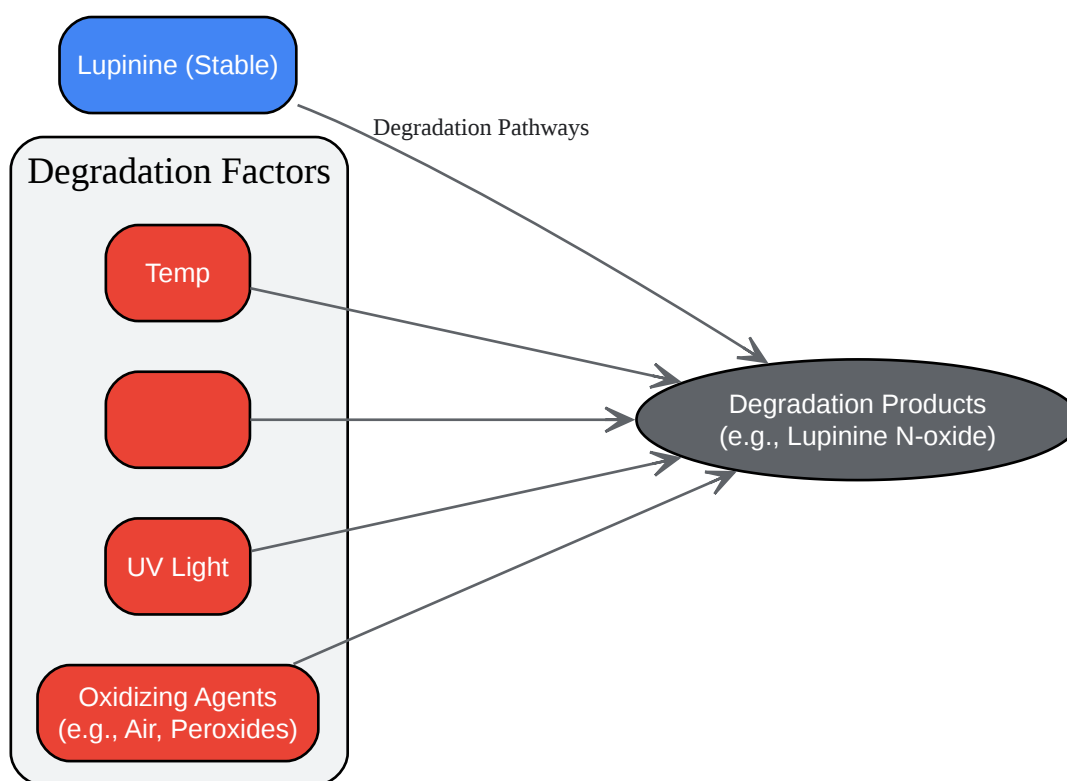 Lupinine (Stable)
Degradation Pathways
Degradation Factors
Temp
UV Light
Oxidizing Agents
(e.g., Air, Peroxides)
Degradation Products
(e.g., Lupinine N-oxide)